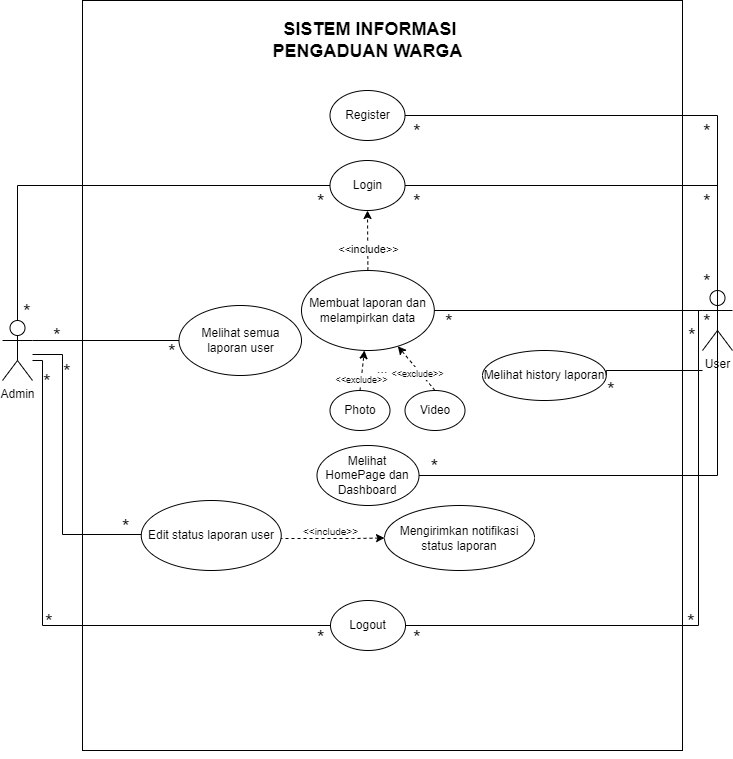 SISTEM INFORMASI
PENGADUAN WARGA
Register
*
*
Login
*
*
*
<<include>>
*
*
Membuat laporan dan
melampirkan data
*
*
*
*
Melihat semua
laporan user
*
User
Admin
*
*
<<exclude>>
...
<<exclude>>
Melihat history laporan
*
Photo
Video
Melihat
HomePage dan
Dashboard
*
*
Edit status laporan user
<<include>>
Mengirimkan notifikasi
status laporan
*
Logout
*
*
*